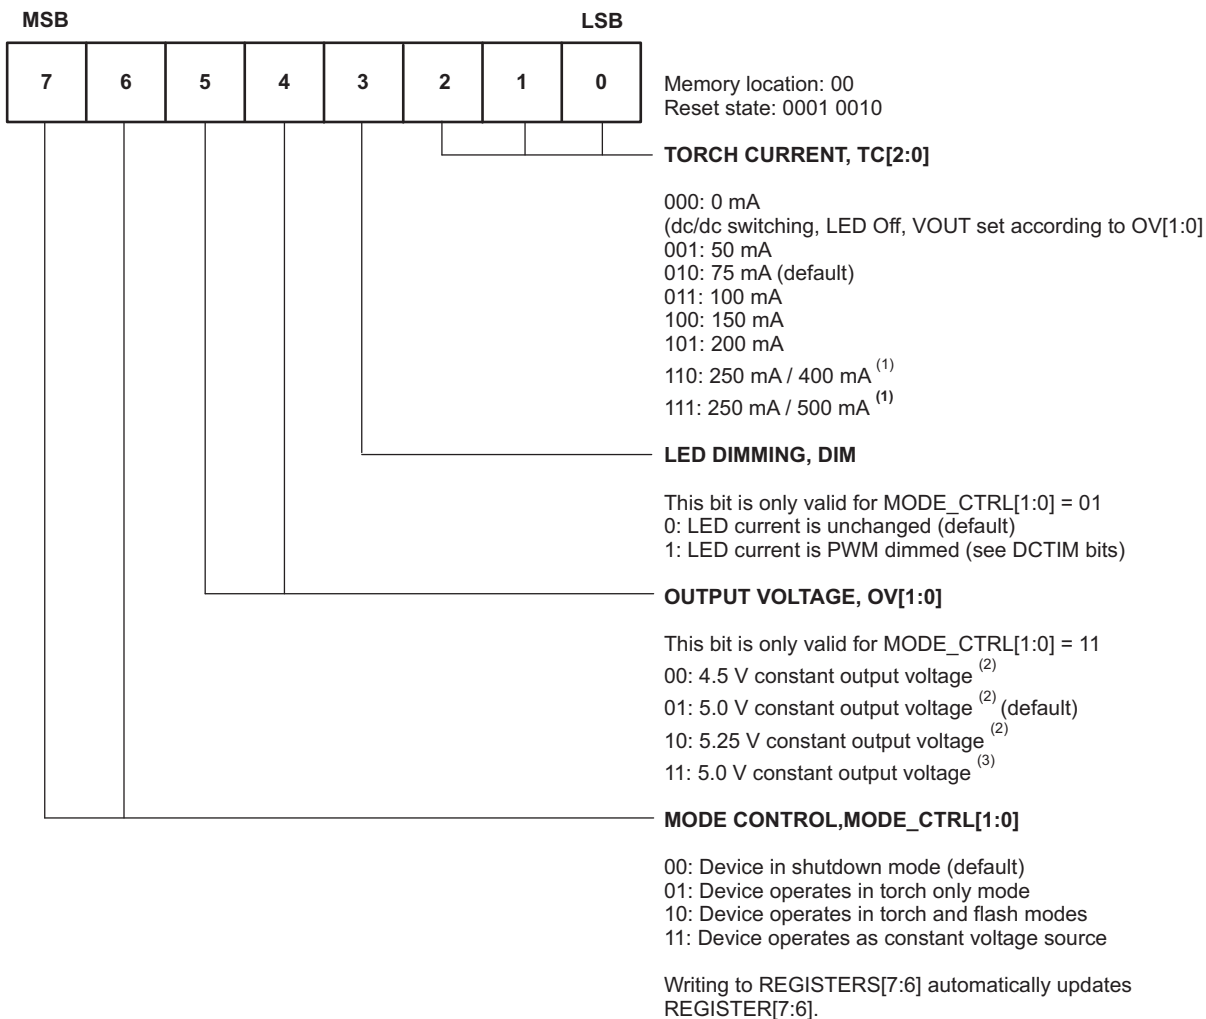 MSB LSB
7 6 5 4 3 2 1 0
Memory location: 00
Reset state: 0001 0010
TORCH CURRENT, TC[2:0]
000: 0 mA
(dc/dc switching, LED Off, VOUT set according to OV[1:0]
001: 50 mA
010: 75 mA (default)
011: 100 mA
100: 150 mA
101: 200 mA
110: 250 mA / 400 mA (1)
111: 250 mA / 500 mA (1)
LED DIMMING, DIM
This bit is only valid for MODE_CTRL[1:0] = 01
0: LED current is unchanged (default)
1: LED current is PWM dimmed (see DCTIM bits)
OUTPUT VOLTAGE, OV[1:0]
This bit is only valid for MODE_CTRL[1:0] = 11
00: 4.5 V constant output voltage (2)
01: 5.0 V constant output voltage (2) (default)
10: 5.25 V constant output voltage (2)
11: 5.0 V constant output voltage (3)
MODE CONTROL,MODE_CTRL[1:0]
00: Device in shutdown mode (default)
01: Device operates in torch only mode
10: Device operates in torch and flash modes
11: Device operates as constant voltage source
Writing to REGISTERS[7:6] automatically updates
REGISTER[7:6].